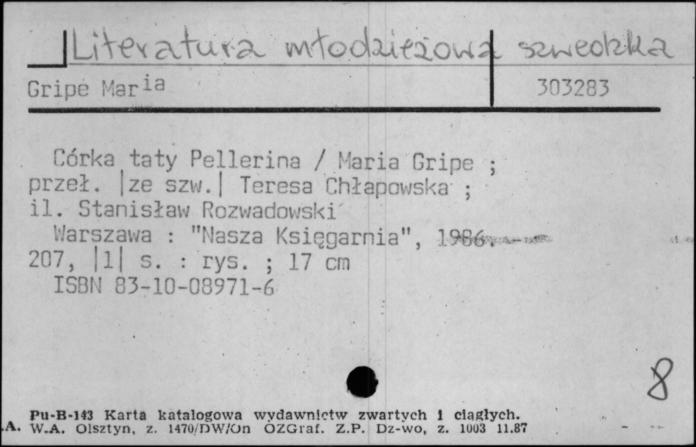 Literatura młodzieżowa szwedzka
Gripe Maria 303283
Córka taty Pellerina / Maria Gripe ;
przeł. |ze szw.| Teresa Chłapowska ;
il. Stanisław Rozwadowski
Warszawa : "Nasza Księgarnia", 1986.
207, |1| s. : rys. ; 17 cm
ISBN 83-10-08971-6
8
Pu-B-143 Karta katalogowa wydawnictw zwartych i ciągłych.
.A. W.A. Olsztyn, z. 1470/DW/Un OZGraf. Z.P. Dz-wo, z. 1003 11.87